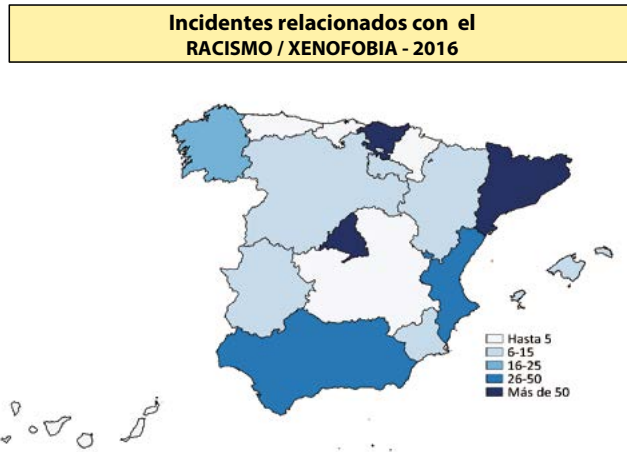 Incidentes relacionados con el
RACISMO / XENOFOBIA - 2016
Hasta 5
6-15
16-25
26-50
Más de 50